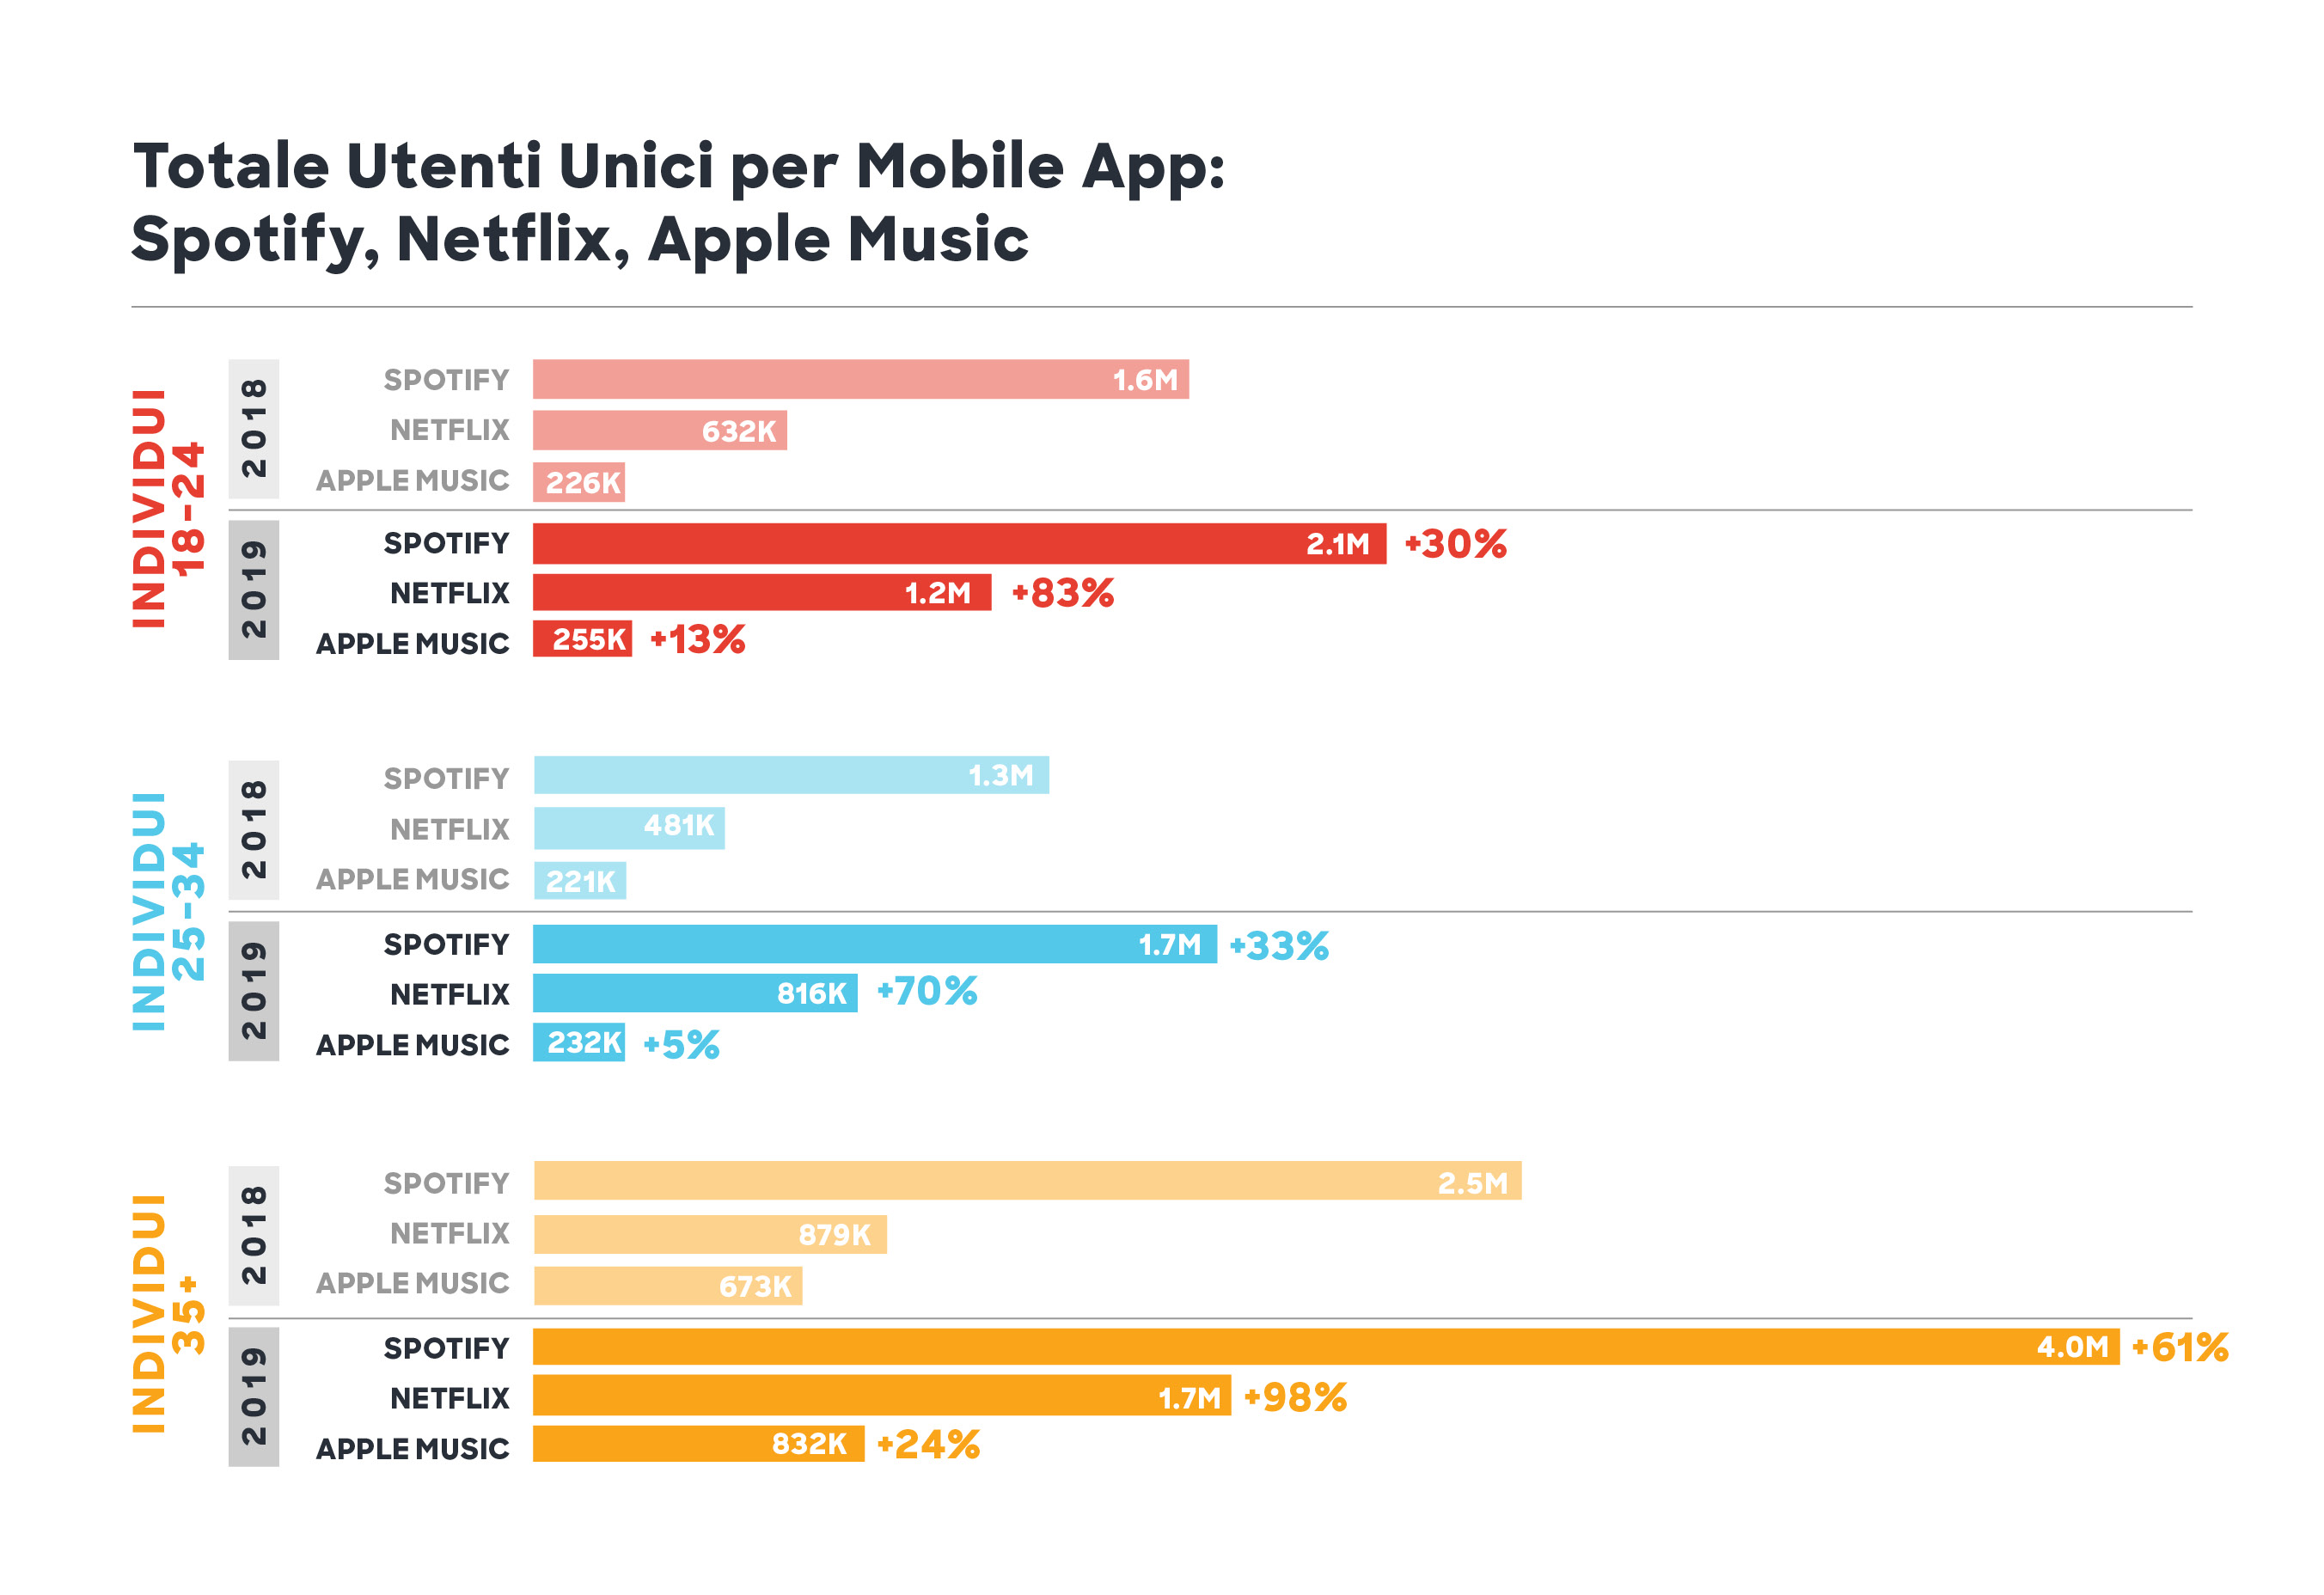 Totale Utenti Unici per Mobile App:
Spotify, Netflix, Apple Music
INDIVIDUI
18-24
2018
SPOTIFY 1.6M
NETFLIX 632K
APPLE MUSIC 226K
2019
SPOTIFY 2.1M +30%
NETFLIX 1.2M +83%
APPLE MUSIC 255K +13%
INDIVIDUI
25-34
2018
SPOTIFY 1.3M
NETFLIX 481K
APPLE MUSIC 221K
2019
SPOTIFY 1.7M +33%
NETFLIX 816K +70%
APPLE MUSIC 232K +5%
INDIVIDUI
35+
2018
SPOTIFY 2.5M
NETFLIX 879K
APPLE MUSIC 673K
2019
SPOTIFY 4.0M +61%
NETFLIX 1.7M +98%
APPLE MUSIC 832K +24%